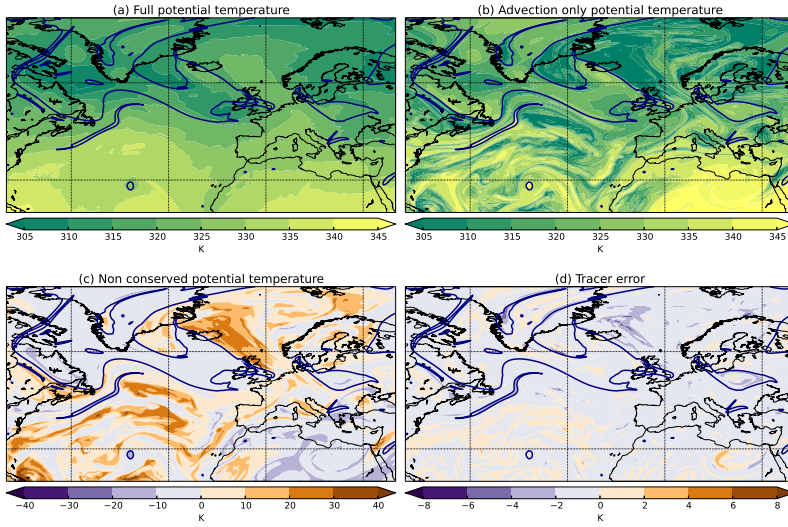 (a) Full potential temperature
(b) Advection only potential temperature
305 310 315 320 325 330 335 340 345
K
305 310 315 320 325 330 335 340 345
K
(c) Non conserved potential temperature
(d) Tracer error
−40 −30 −20 −10 0 10 20 30 40
K
−8 −6 −4 −2 0 2 4 6 8
K